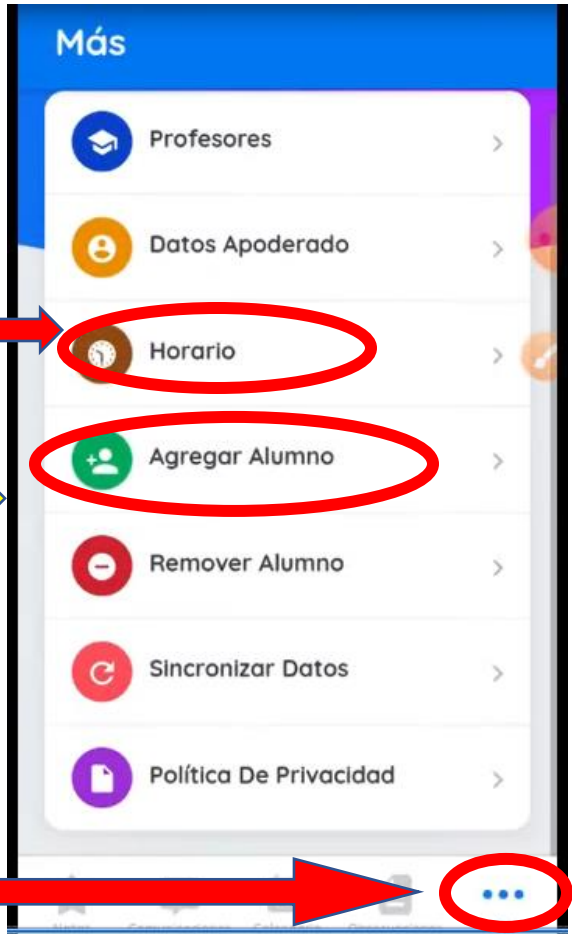 Más
Profesores
Datos Apoderado
Horario
Agregar Alumno
Remover Alumno
Sincronizar Datos
Política De Privacidad